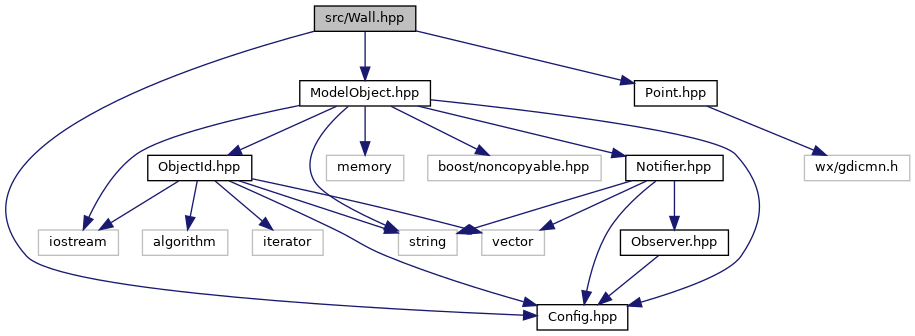 src/Wall.hpp
ModelObject.hpp
Point.hpp
ObjectId.hpp
memory
boost/noncopyable.hpp
Notifier.hpp
wx/gdicmn.h
iostream
algorithm
iterator
string
vector
Observer.hpp
Config.hpp